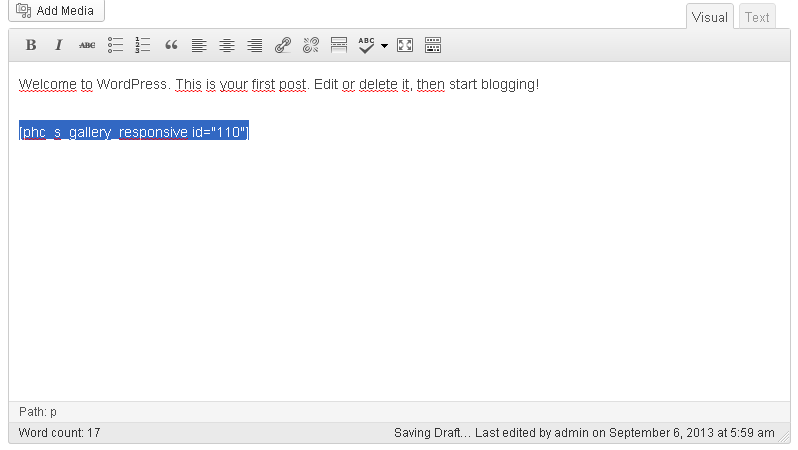 Add Media
Visual Text
B I ABC ABC
Welcome to WordPress. This is your first post. Edit or delete it, then start blogging!
[phc_s_gallery_responsive id="110"]
Path: p
Word count: 17 Saving Draft... Last edited by admin on September 6, 2013 at 5:59 am